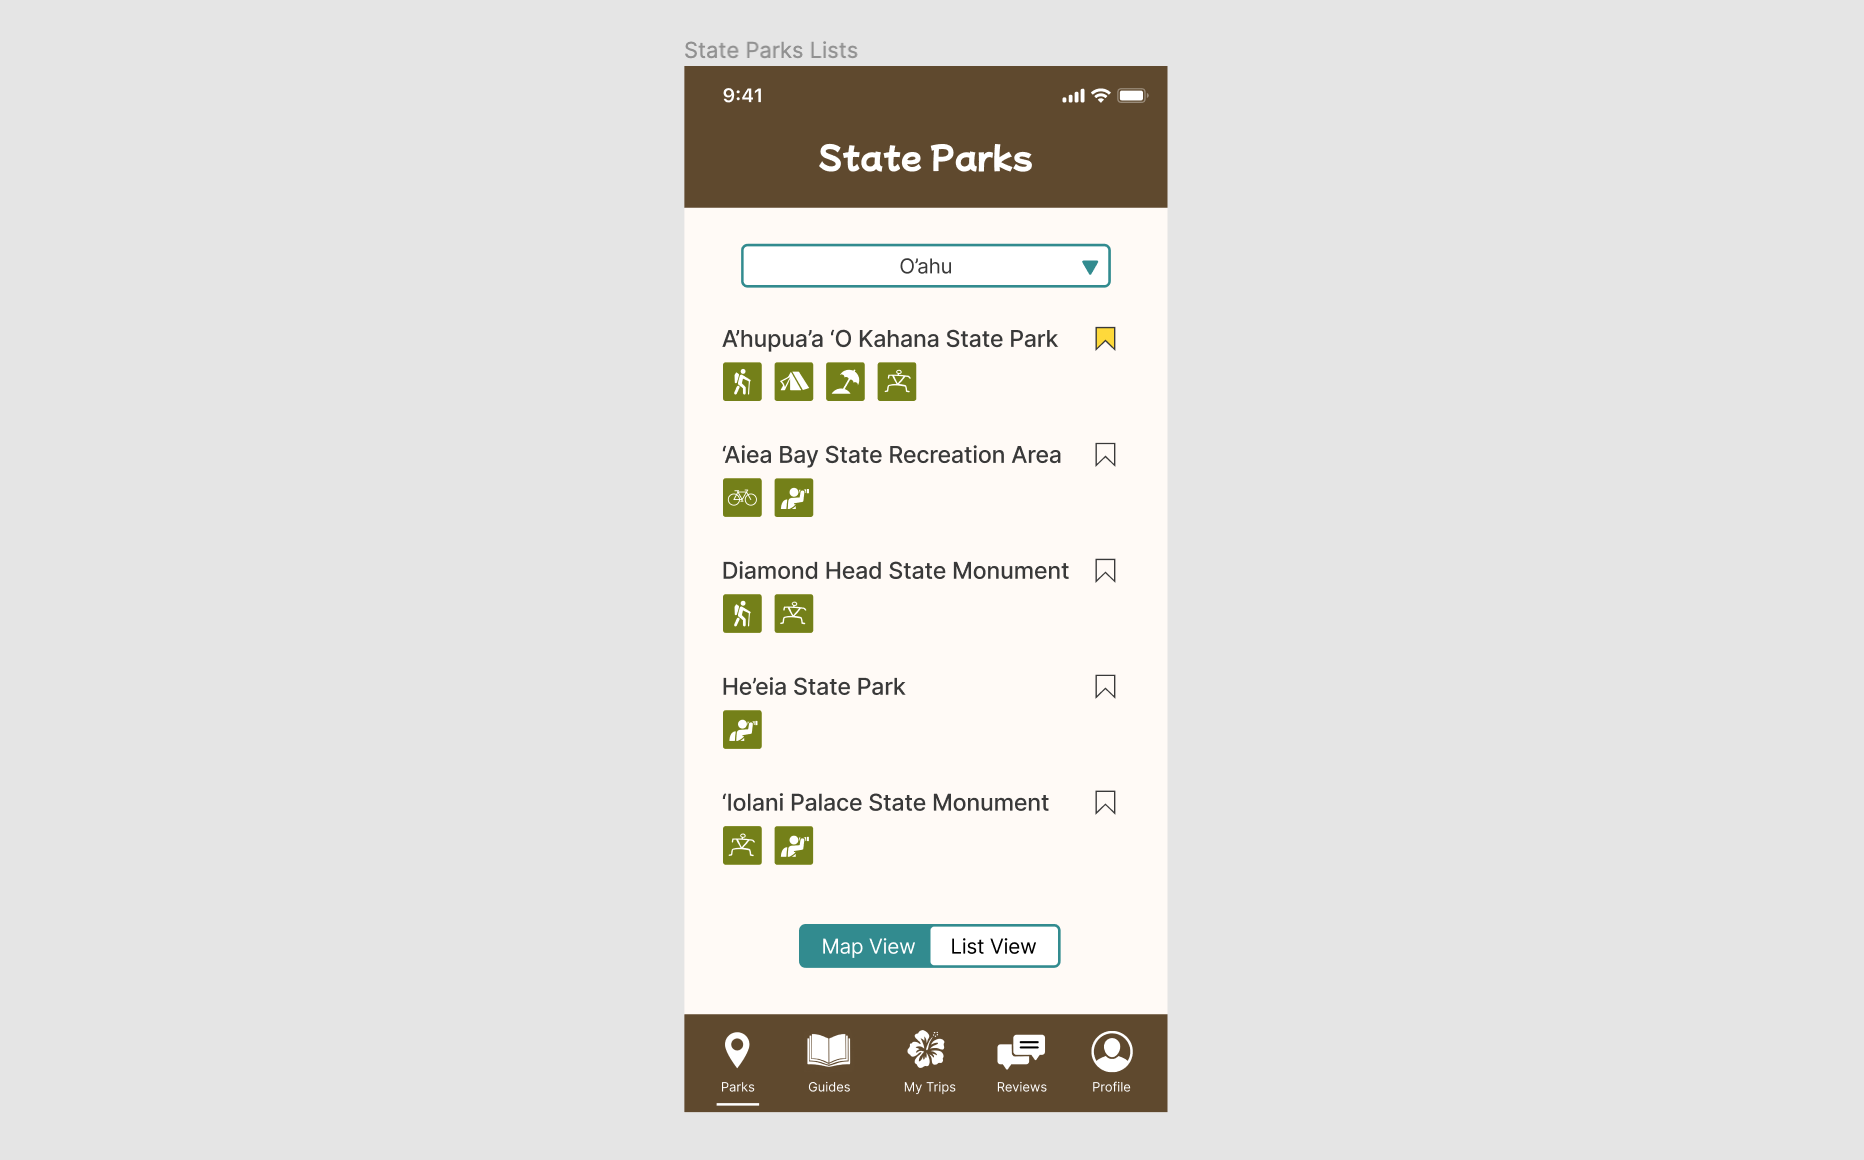 State Parks Lists
9:41
State Parks
O’ahu
A’hupua’a ‘O Kahana State Park
‘Aiea Bay State Recreation Area
Diamond Head State Monument
He’eia State Park
‘Iolani Palace State Monument
Map View List View
Parks Guides My Trips Reviews Profile